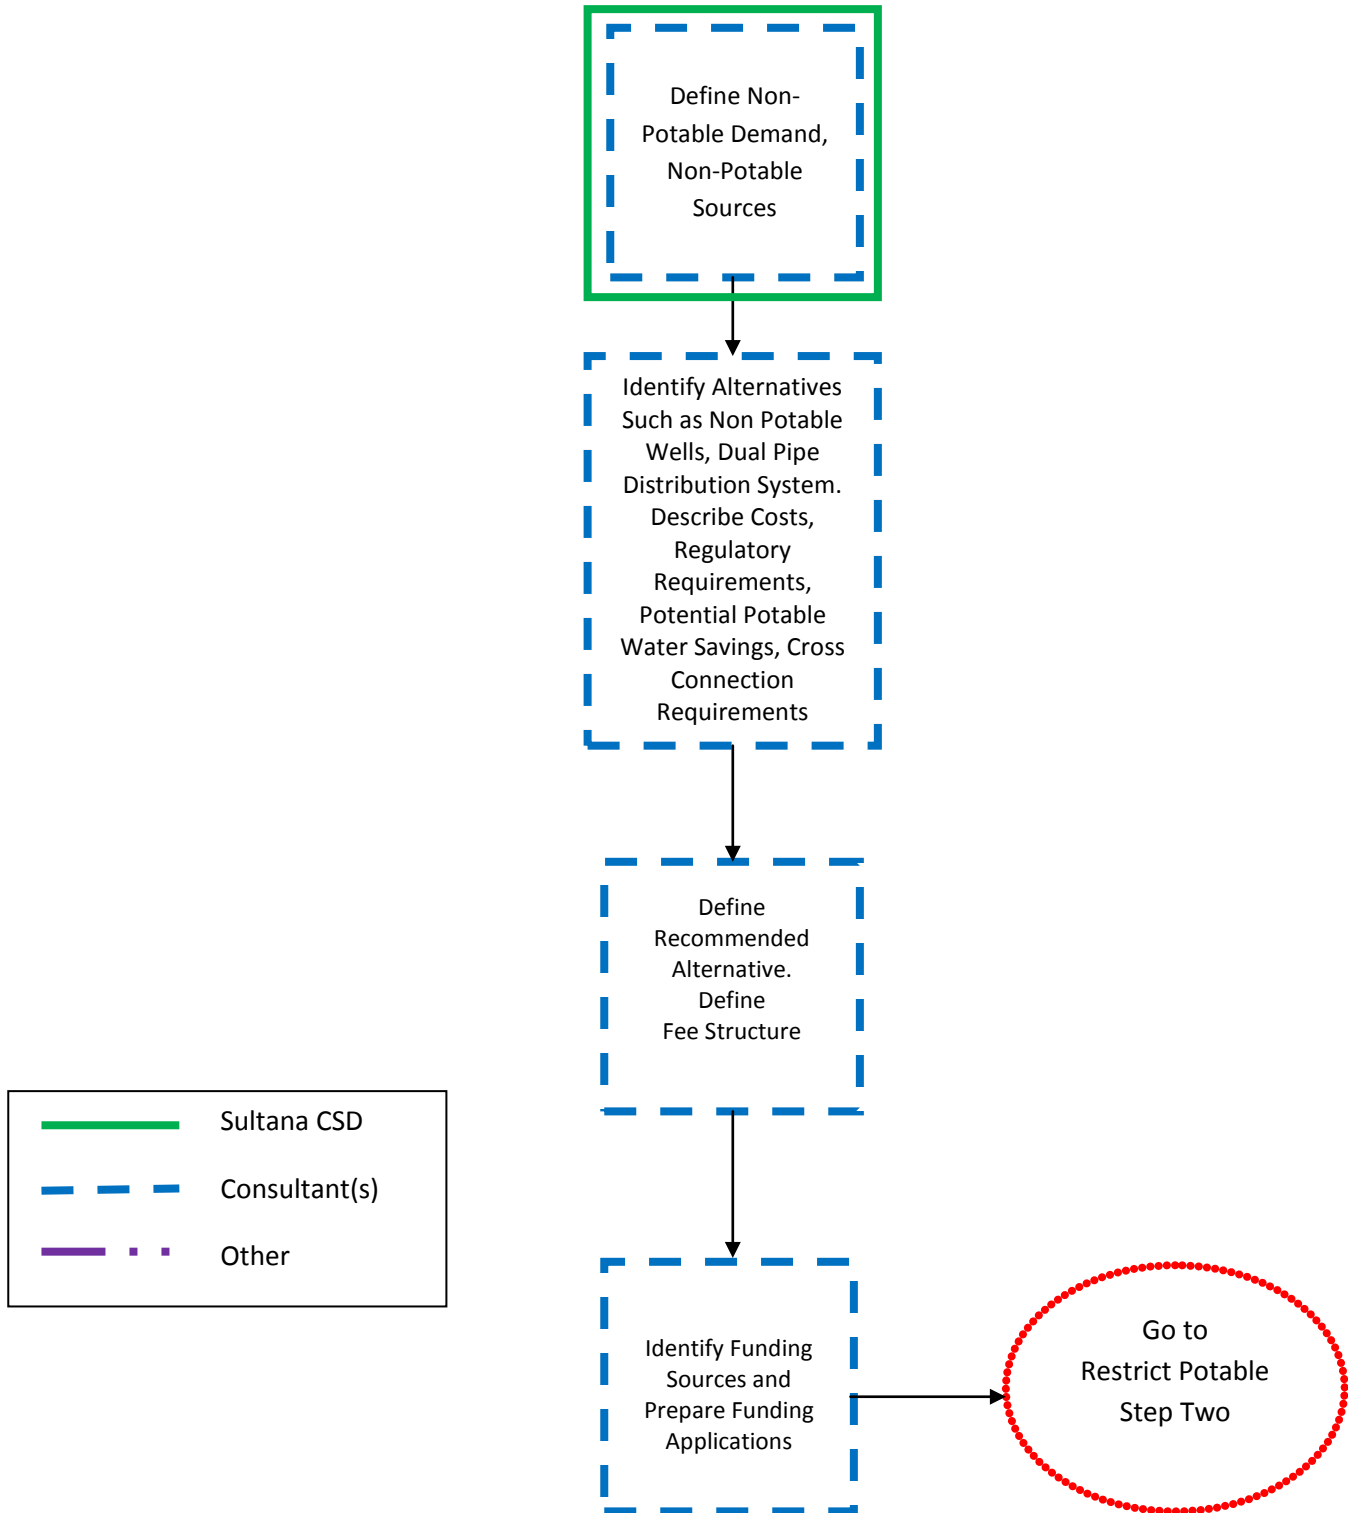 Define Non-
Potable Demand,
Non-Potable
Sources
Identify Alternatives
Such as Non Potable
Wells, Dual Pipe
Distribution System.
Describe Costs,
Regulatory
Requirements,
Potential Potable
Water Savings, Cross
Connection
Requirements
Define
Recommended
Alternative.
Define
Fee Structure
Sultana CSD
Consultant(s)
Other
Identify Funding
Sources and
Prepare Funding
Applications
Go to
Restrict Potable
Step Two